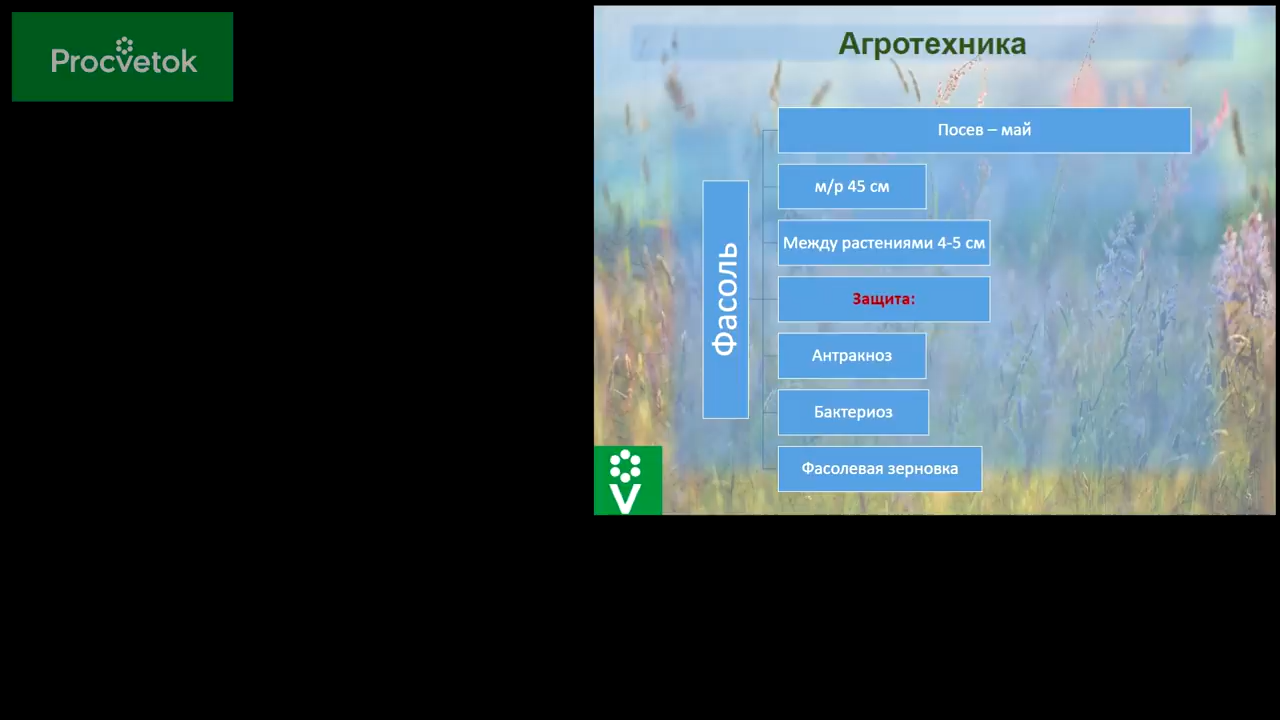 Procvetok
Агротехника
Фасоль
Посев – май
м/р 45 см
Между растениями 4-5 см
Защита:
Антракноз
Бактериоз
Фасолевая зерновка